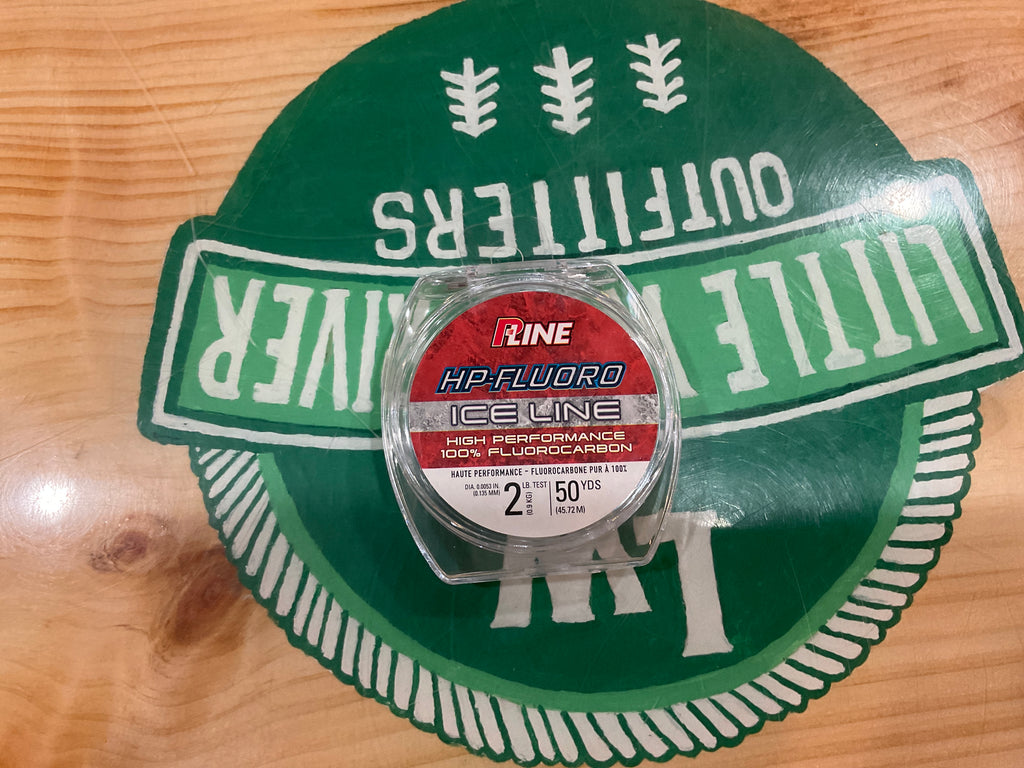 P-LINE
HP-FLUORO
ICE LINE
HIGH PERFORMANCE
100% FLUOROCARBON
HAUTE PERFORMANCE - FLUOROCARBONE PUR À 100%
DIA. 0.0053 IN.
(0.135 MM)
2 LB. TEST
(0.9 KG)
50 YDS
(45.72 M)
LITTLE
RIVER
OUTFITTERS